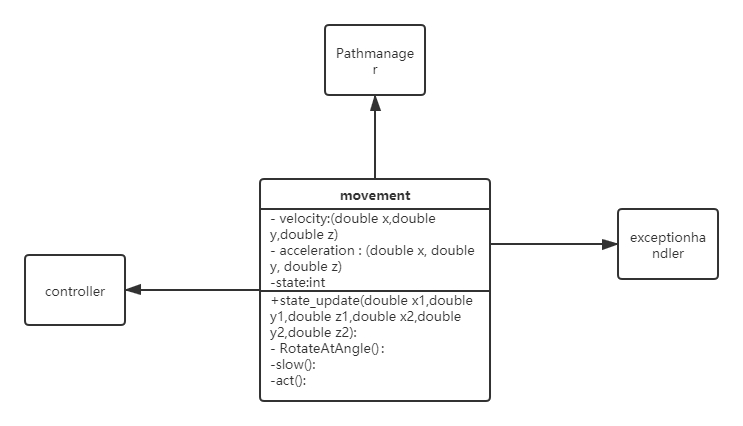 Pathmanage
r
movement
- velocity:(double x,double
y,double z)
- acceleration : (double x, double
y, double z)
-state:int
+state_update(double x1,double
y1,double z1,double x2,double
y2,double z2):
- RotateAtAngle():
-slow():
-act():
exceptionha
ndler
controller